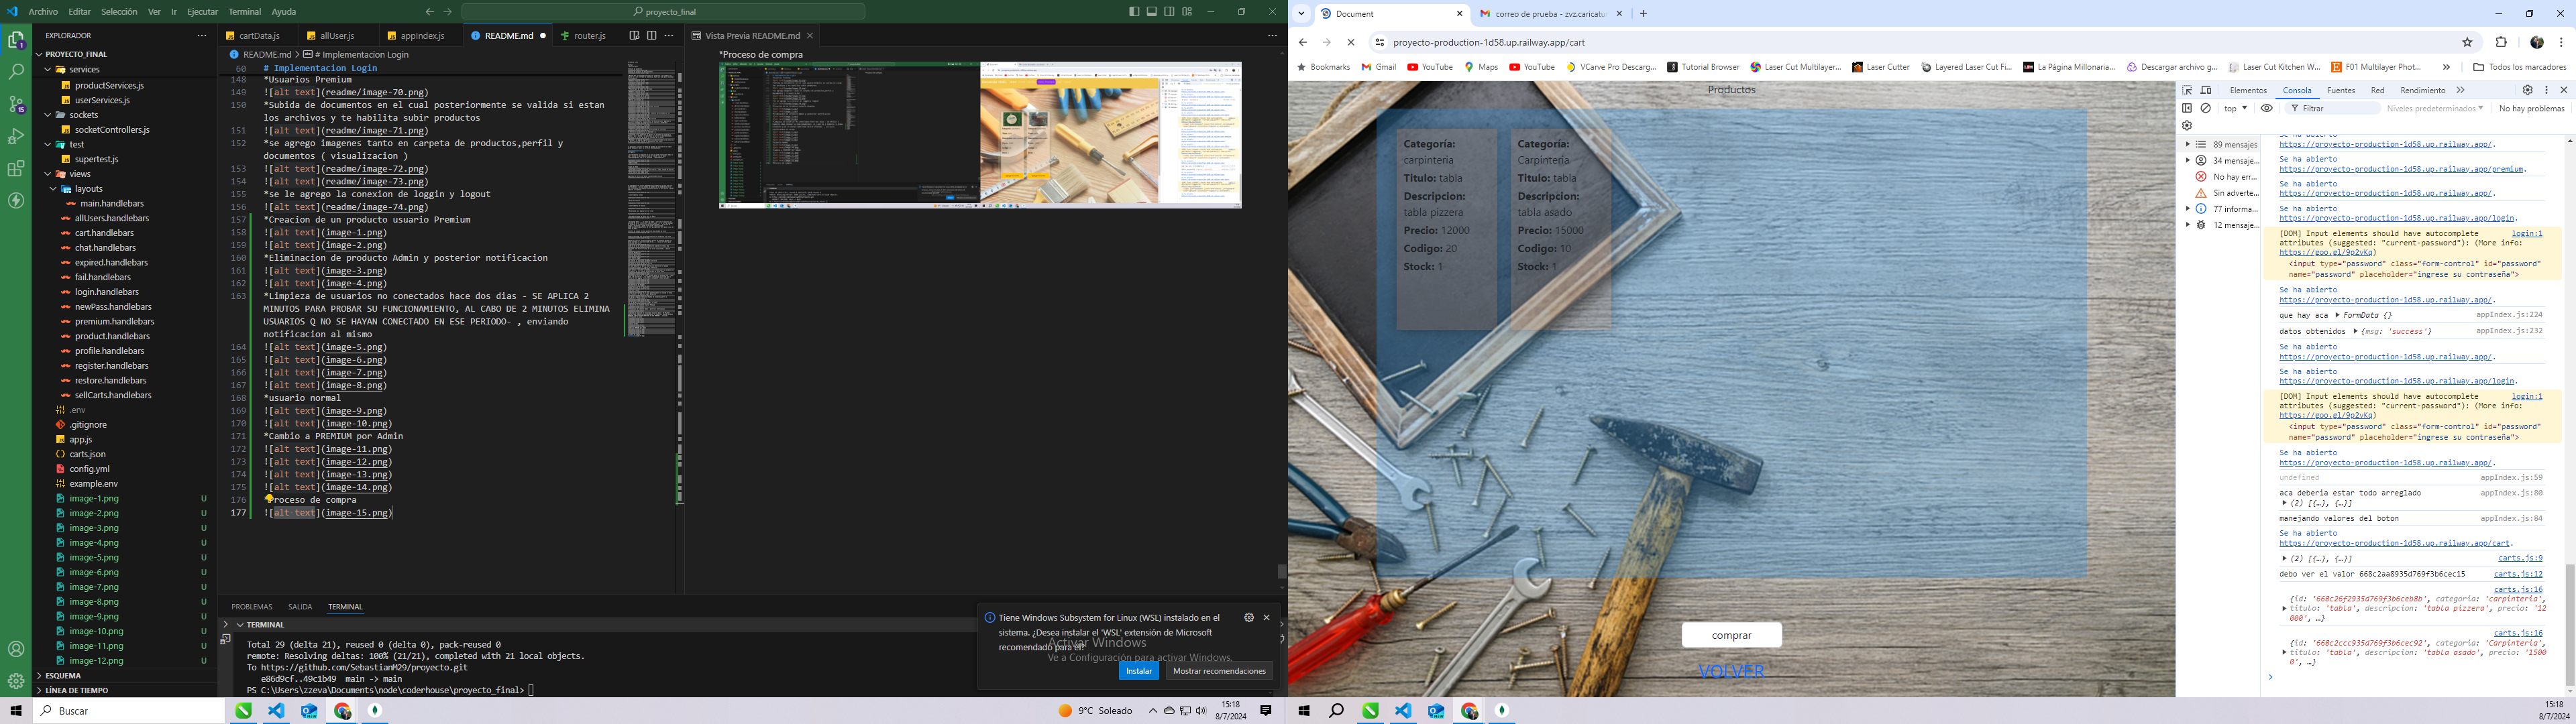 Archivo Editar Selección Ver Ir Ejecutar Terminal Ayuda
proyecto_final
EXPLORADOR
PROYECTO_FINAL
services
productServices.js
userServices.js
sockets
socketControllers.js
test
supertest.js
views
layouts
main.handlebars
allUsers.handlebars
cart.handlebars
chat.handlebars
expired.handlebars
fail.handlebars
login.handlebars
newPass.handlebars
premium.handlebars
product.handlebars
profile.handlebars
register.handlebars
restore.handlebars
sellCarts.handlebars
.env
.gitignore
app.js
carts.json
config.yml
example.env
image-1.png U
image-2.png U
image-3.png U
image-4.png U
image-5.png U
image-6.png U
image-7.png U
image-8.png U
image-9.png U
image-10.png U
image-11.png U
image-12.png U
ESQUEMA
LÍNEA DE TIEMPO
cartData.js allUser.js appIndex.js README.md router.js
README.md > # Implementacion Login
60 # Implementacion Login
148 *Usuarios Premium
149 ![alt text](readme/image-70.png)
150 *Subida de documentos en el cual posteriormente se valida si estan
los archivos y te habilita subir productos
151 ![alt text](readme/image-71.png)
152 *se agrego imagenes tanto en carpeta de productos,perfil y
documentos ( visualizacion )
153 ![alt text](readme/image-72.png)
154 ![alt text](readme/image-73.png)
155 *se le agrego la conexion de loggin y logout
156 ![alt text](readme/image-74.png)
157 *Creacion de un producto usuario Premium
158 ![alt text](image-1.png)
159 ![alt text](image-2.png)
160 *Eliminacion de producto Admin y posterior notificacion
161 ![alt text](image-3.png)
162 ![alt text](image-4.png)
163 *Limpieza de usuarios no conectados hace dos dias - SE APLICA 2
MINUTOS PARA PROBAR SU FUNCIONAMIENTO, AL CABO DE 2 MINUTOS ELIMINA
USUARIOS Q NO SE HAYAN CONECTADO EN ESE PERIODO- , enviando
notificacion al mismo
164 ![alt text](image-5.png)
165 ![alt text](image-6.png)
166 ![alt text](image-7.png)
167 ![alt text](image-8.png)
168 *usuario normal
169 ![alt text](image-9.png)
170 ![alt text](image-10.png)
171 *Cambio a PREMIUM por Admin
172 ![alt text](image-11.png)
173 ![alt text](image-12.png)
174 ![alt text](image-13.png)
175 ![alt text](image-14.png)
176 *roceso de compra
177 ![alt text](image-15.png)
PROBLEMAS SALIDA TERMINAL
TERMINAL
Total 29 (delta 21), reused 0 (delta 0), pack-reused 0
remote: Resolving deltas: 100% (21/21), completed with 21 local objects.
To https://github.com/SebastianM29/proyecto.git
e86d9cf..49c1b49 main -> main
PS C:\Users\zzeva\Documents\node\coderhouse\proyecto_final>
Vista Previa README.md
*Proceso de compra
Tiene Windows Subsystem for Linux (WSL) instalado en el
sistema. ¿Desea instalar el 'WSL' extensión de Microsoft
recomendado para él?
Activar Windows
Ve a Configuración para activar Windows.
Instalar Mostrar recomendaciones
Buscar
9°C Soleado
15:18
8/7/2024
Document
correo de prueba - zvz.caricatu
proyecto-production-1d58.up.railway.app/cart
Bookmarks Gmail YouTube Maps YouTube VCarve Pro Descarg... Tutorial Browser Laser Cut Multilayer... Laser Cutter Layered Laser Cut Fi... La Página Millonaria... Descargar archivo g... Laser Cut Kitchen W... F01 Multilayer Phot... » Todos los marcadores
Productos
Categoría:
carpinteria
Titulo: tabla
Descripcion:
tabla pizzera
Precio: 12000
Codigo: 20
Stock: 1
Categoría:
Carpintería
Titulo: tabla
Descripcion:
tabla asado
Precio: 15000
Codigo: 10
Stock: 1
comprar
VOLVER
Elementos Consola Fuentes Red Rendimiento »
top Filtrar Niveles predeterminados No hay problemas
89 mensajes
34 mensaje...
No hay err...
Sin adverte...
77 informa...
12 mensaje...
Se ha abierto
https://proyecto-production-1d58.up.railway.app/.
Se ha abierto
https://proyecto-production-1d58.up.railway.app/premium.
Se ha abierto
https://proyecto-production-1d58.up.railway.app/.
Se ha abierto
https://proyecto-production-1d58.up.railway.app/login.
[DOM] Input elements should have autocomplete login:1
attributes (suggested: "current-password"): (More info:
https://goo.gl/9p2vKq)
<input type="password" class="form-control" id="password"
name="password" placeholder="ingrese su contraseña">
Se ha abierto
https://proyecto-production-1d58.up.railway.app/.
que hay aca FormData {} appIndex.js:224
datos obtenidos {msg: 'success'} appIndex.js:232
Se ha abierto
https://proyecto-production-1d58.up.railway.app/.
Se ha abierto
https://proyecto-production-1d58.up.railway.app/login.
[DOM] Input elements should have autocomplete login:1
attributes (suggested: "current-password"): (More info:
https://goo.gl/9p2vKq)
<input type="password" class="form-control" id="password"
name="password" placeholder="ingrese su contraseña">
Se ha abierto
https://proyecto-production-1d58.up.railway.app/.
undefined appIndex.js:59
aca deberia estar todo arreglado appIndex.js:80
(2) [{…}, {…}]
manejando valores del boton appIndex.js:84
Se ha abierto
https://proyecto-production-1d58.up.railway.app/cart.
(2) [{…}, {…}] carts.js:9
debo ver el valor 668c2aa8935d769f3b6cec15 carts.js:12
carts.js:16
{id: '668c26f2935d769f3b6ceb8b', categoria: 'carpinteria',
titulo: 'tabla', descripcion: 'tabla pizzera', precio: '12
000', …}
carts.js:16
{id: '668c2ccc935d769f3b6cec92', categoria: 'Carpintería',
titulo: 'tabla', descripcion: 'tabla asado', precio: '1500
0', …}
15:18
8/7/2024